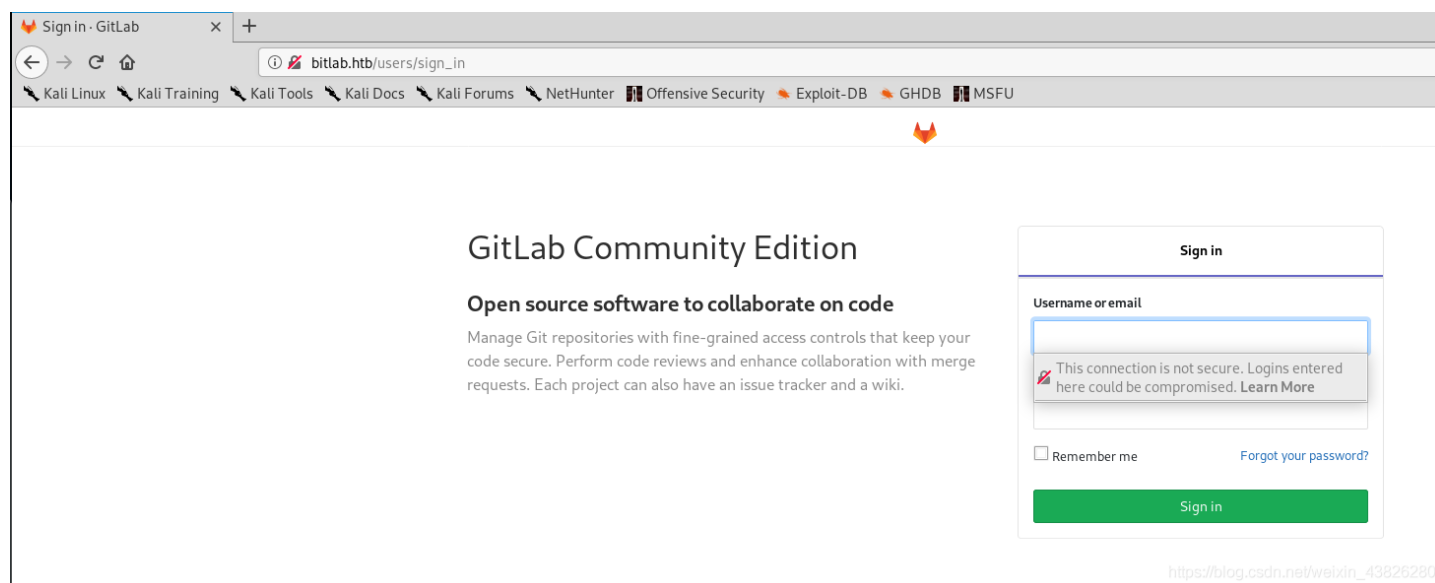 Sign in · GitLab × +
bitlab.htb/users/sign_in
Kali Linux Kali Training Kali Tools Kali Docs Kali Forums NetHunter Offensive Security Exploit-DB GHDB MSFU
GitLab Community Edition
Open source software to collaborate on code
Manage Git repositories with fine-grained access controls that keep your
code secure. Perform code reviews and enhance collaboration with merge
requests. Each project can also have an issue tracker and a wiki.
Sign in
Username or email
This connection is not secure. Logins entered
here could be compromised. Learn More
Remember me Forgot your password?
Sign in
https://blog.csdn.net/weixin_43826280